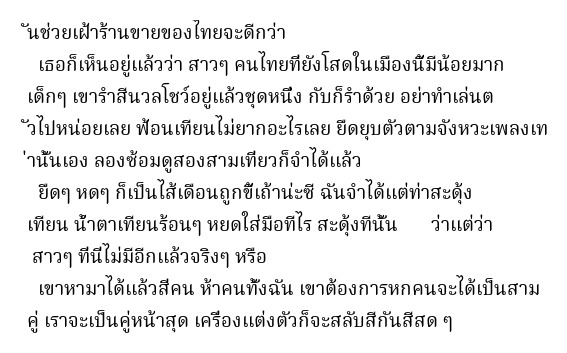 ันช่วยเฝ้าร้านขายของไทยจะดีกว่า
เธอก็เห็นอยู่แล้วว่า สาวๆ คนไทยที่ยังโสดในเมืองนี้มีน้อยมาก
เด็กๆ เขารำสีนวลโชว์อยู่แล้วชุดหนึ่ง กับก็รำด้วย อย่าทำเล่นต
ัวไปหน่อยเลย ฟ้อนเทียนไม่ยากอะไรเลย ยืดยุบตัวตามจังหวะเพลงเท
่านั้นเอง ลองซ้อมดูสองสามเที่ยวก็จำได้แล้ว
ยืดๆ หดๆ ก็เป็นไส้เดือนถูกขี้เถ้าน่ะซี ฉันจำได้แต่ท่าสะดุ้ง
เทียน น้ำตาเทียนร้อนๆ หยดใส่มือทีไร สะดุ้งทีนั้น ว่าแต่ว่า
สาวๆ ที่นี่ไม่มีอีกแล้วจริงๆ หรือ
เขาหามาได้แล้วสี่คน ห้าคนทั้งฉัน เขาต้องการหกคนจะได้เป็นสาม
คู่ เราจะเป็นคู่หน้าสุด เครื่องแต่งตัวก็จะสลับสีกันสีสด ๆ